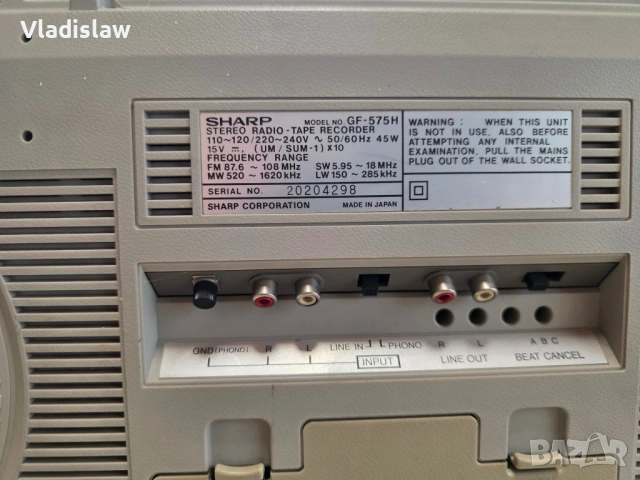 Vladislaw
SHARP MODEL NO. GF-575H
STEREO RADIO-TAPE RECORDER
110~120/220~240V ∿ 50/60Hz 45W
15V ⎓ (UM/SUM-1) X10
FREQUENCY RANGE
FM 87.6 ~ 108 MHz SW 5.95 ~ 18 MHz
MW 520 ~ 1620 kHz LW 150 ~ 285 kHz
SERIAL NO. 20204298
SHARP CORPORATION MADE IN JAPAN
WARNING : WHEN THIS UNIT
IS NOT IN USE, ALSO BEFORE
ATTEMPTING ANY INTERNAL
EXAMINATION, PULL THE MAINS
PLUG OUT OF THE WALL SOCKET.
GND (PHONO) R L LINE IN PHONO R L A B C
INPUT LINE OUT BEAT CANCEL
BAZAR
bg